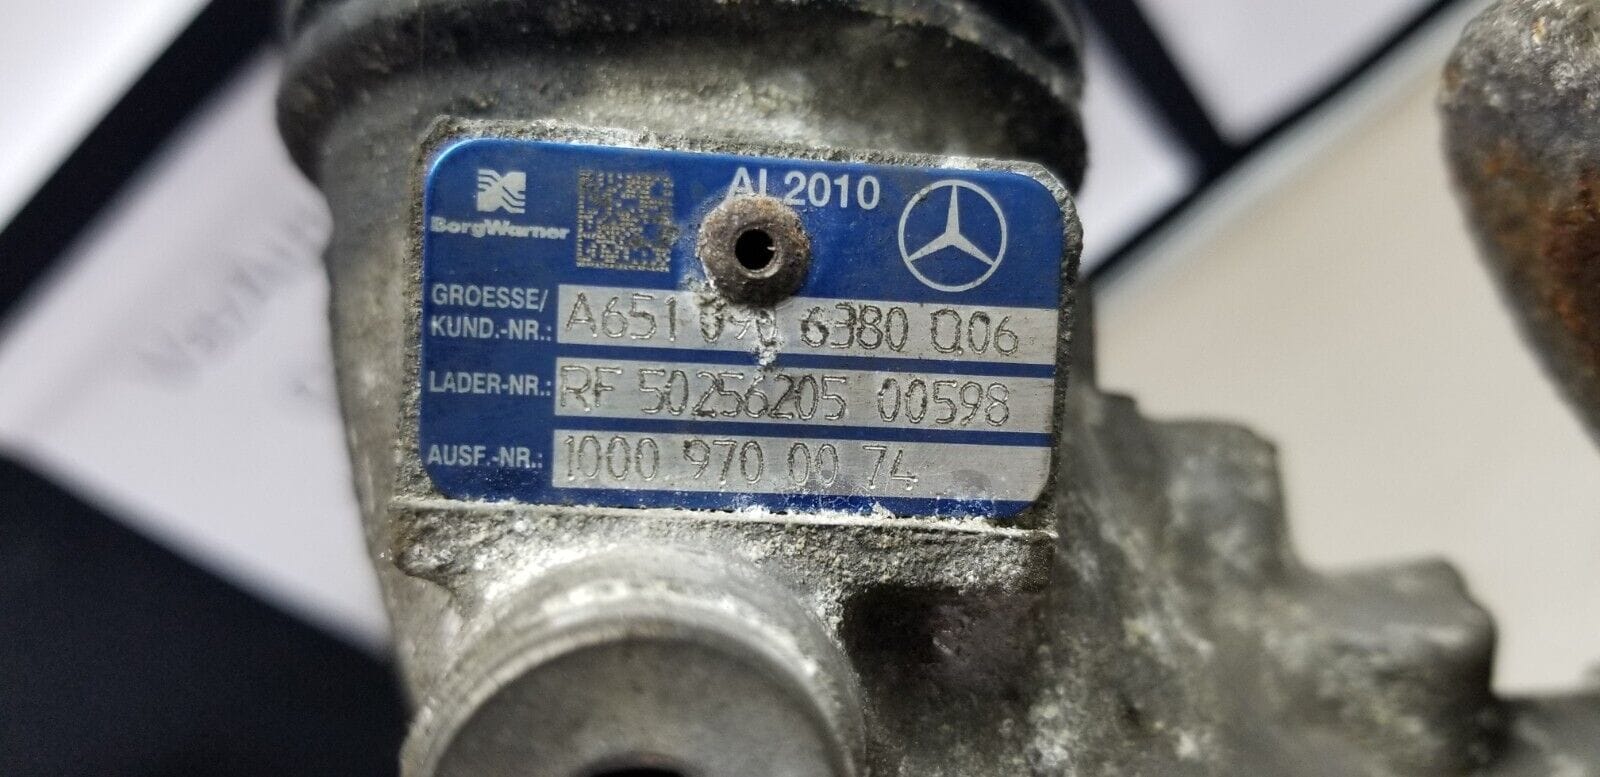 AL2010
BorgWarner
GROESSE/
KUND.-NR.: A651 090 6380 Q06
LADER-NR.: RF 50256205 00598
AUSF.-NR.: 1000 970 00 74